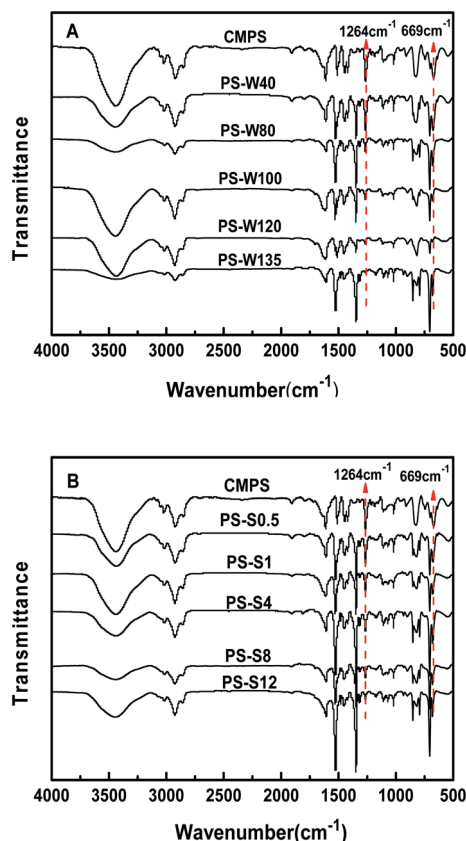 A
1264cm-1
669cm-1
CMPS
PS-W40
PS-W80
PS-W100
PS-W120
PS-W135
Transmittance
4000 3500 3000 2500 2000 1500 1000 500
Wavenumber(cm-1)
B
1264cm-1
669cm-1
CMPS
PS-S0.5
PS-S1
PS-S4
PS-S8
PS-S12
Transmittance
4000 3500 3000 2500 2000 1500 1000 500
Wavenumber(cm-1)